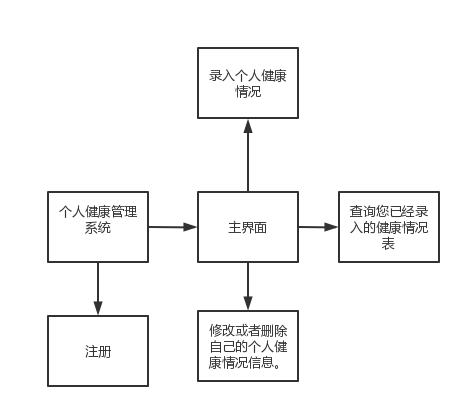 录入个人健康
情况
个人健康管理
系统
主界面
查询您已经录
入的健康情况
表
注册
修改或者删除
自己的个人健
康情况信息。